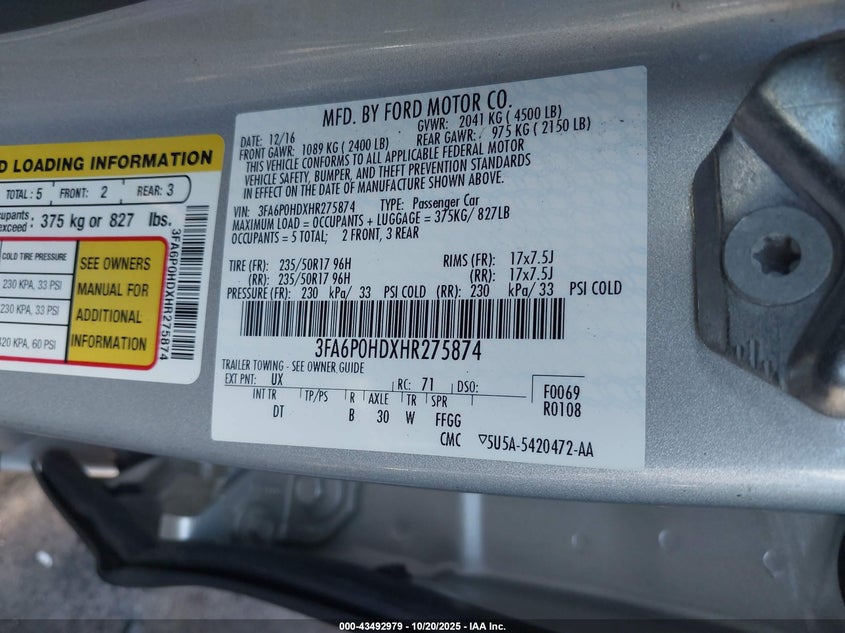 MFD. BY FORD MOTOR CO.
DATE: 12/16 GVWR: 2041 KG ( 4500 LB)
FRONT GAWR: 1089 KG ( 2400 LB) REAR GAWR: 975 KG ( 2150 LB)
THIS VEHICLE CONFORMS TO ALL APPLICABLE FEDERAL MOTOR
VEHICLE SAFETY, BUMPER, AND THEFT PREVENTION STANDARDS
IN EFFECT ON THE DATE OF MANUFACTURE SHOWN ABOVE.
VIN: 3FA6P0HDXHR275874 TYPE: Passenger Car
MAXIMUM LOAD = OCCUPANTS + LUGGAGE = 375KG/ 827LB
OCCUPANTS = 5 TOTAL; 2 FRONT, 3 REAR
TIRE (FR): 235/50R17 96H RIMS (FR): 17x7.5J
(RR): 235/50R17 96H (RR): 17x7.5J
PRESSURE (FR): 230 kPa/ 33 PSI COLD (RR): 230 kPa/ 33 PSI COLD
3FA6P0HDXHR275874
TRAILER TOWING - SEE OWNER GUIDE
EXT PNT: UX RC: 71 DSO: F0069
INT TR TP/PS R AXLE TR SPR R0108
DT B 30 W FFGG
CMC 5U5A-5420472-AA
LOADING INFORMATION
TOTAL: 5 FRONT: 2 REAR: 3
375 kg or 827 lbs.
COLD TIRE PRESSURE
230 KPA, 33 PSI
230 KPA, 33 PSI
420 KPA, 60 PSI
SEE OWNERS
MANUAL FOR
ADDITIONAL
INFORMATION
3FA6P0HDXHR275874
000-43492979 - 10/20/2025 - IAA Inc.